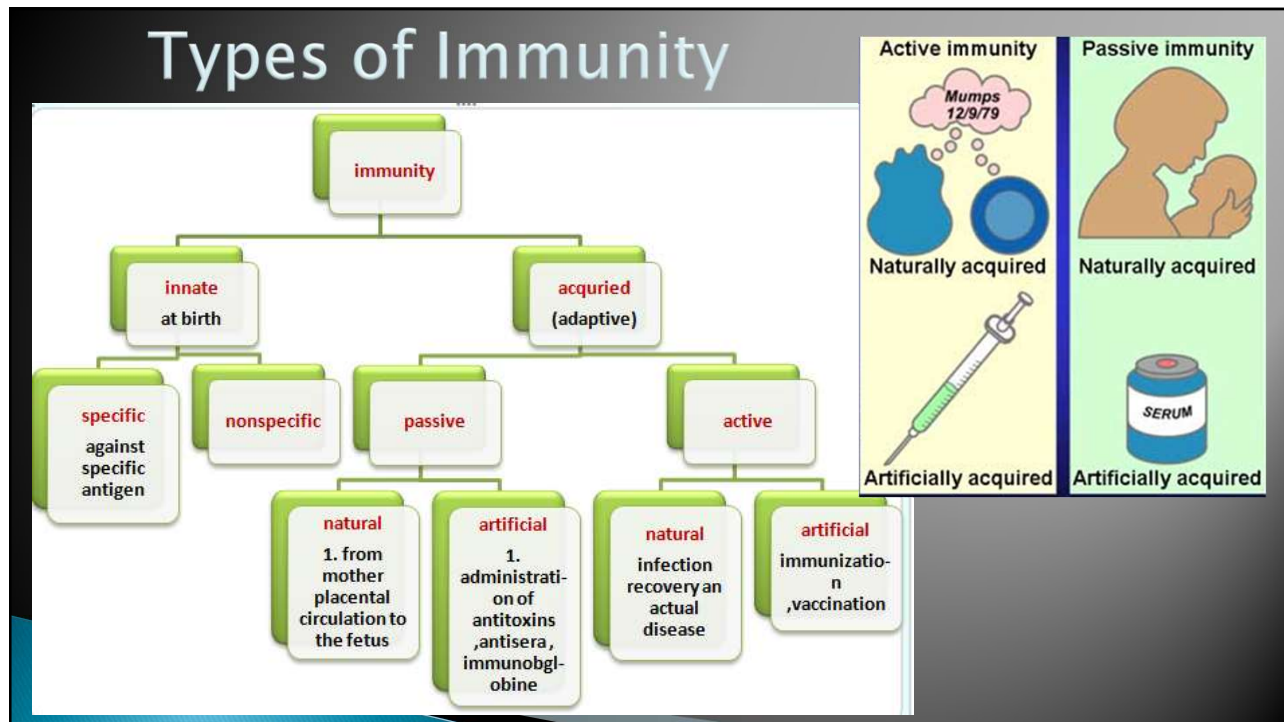 Types of Immunity
immunity
innate
at birth
acquried
(adaptive)
specific
against
specific
antigen
nonspecific
passive
active
natural
1. from
mother
placental
circulation to
the fetus
artificial
1.
administrati-
on of
antitoxins
,antisera ,
immunobgl-
obine
natural
infection
recovery an
actual
disease
artificial
immunizatio-
n
,vaccination
Active immunity
Mumps
12/9/79
Naturally acquired
Artificially acquired
Passive immunity
Naturally acquired
SERUM
Artificially acquired